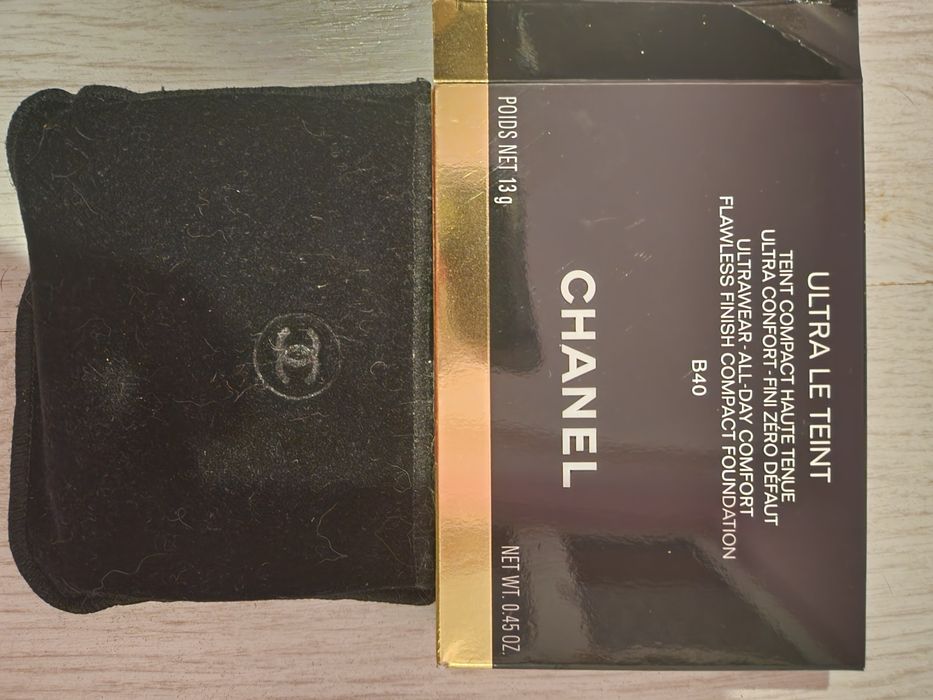 ULTRA LE TEINT
TEINT COMPACT HAUTE TENUE
ULTRA CONFORT - FINI ZÉRO DÉFAUT
ULTRAWEAR - ALL-DAY COMFORT
FLAWLESS FINISH COMPACT FOUNDATION
B40
CHANEL
POIDS NET 13 g
NET WT. 0.45 OZ.